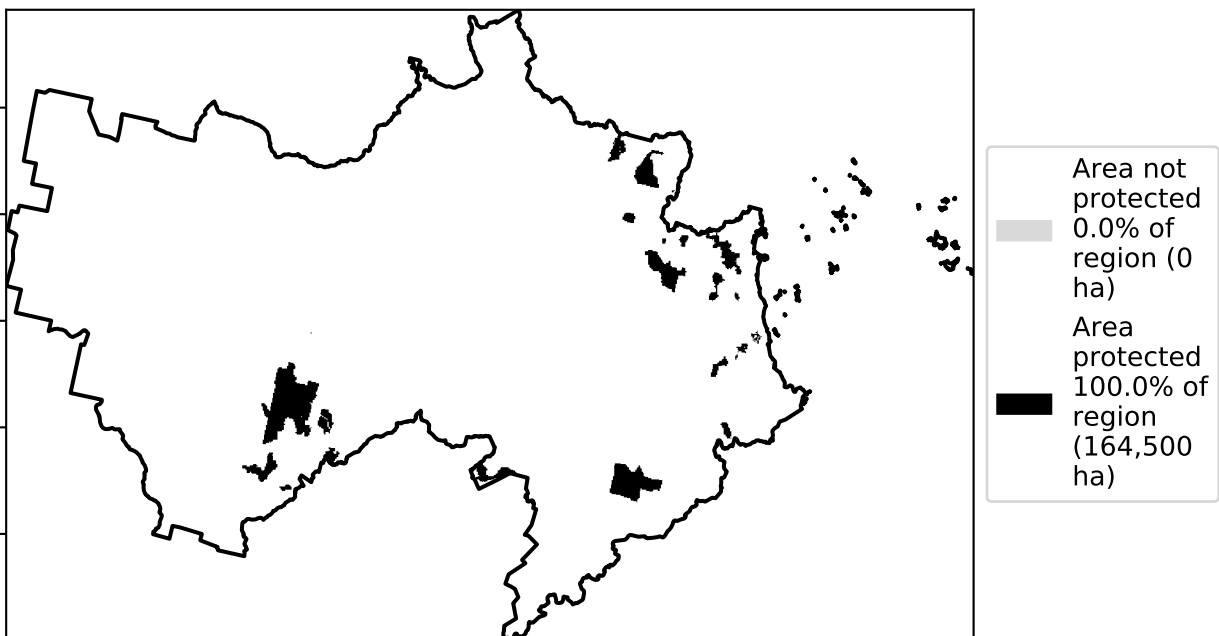 Area not
protected
0.0% of
region (0
ha)
Area
protected
100.0% of
region
(164,500
ha)